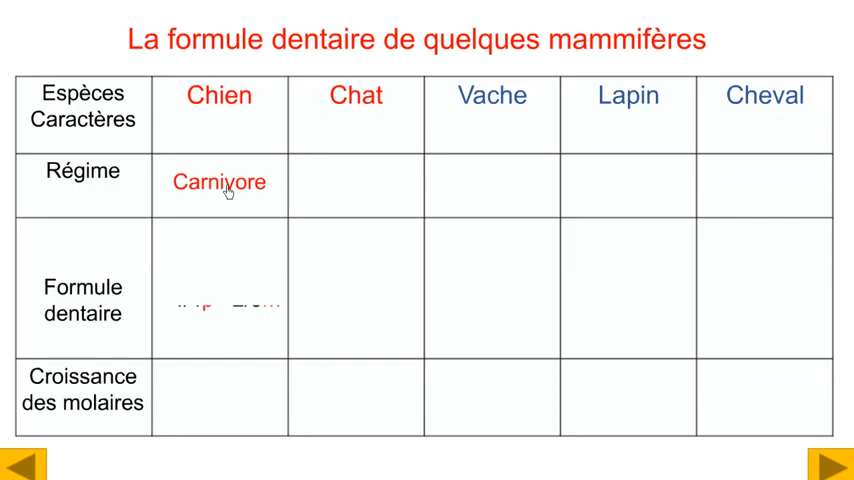 La formule dentaire de quelques mammifères
Espèces
Caractères
Chien
Chat
Vache
Lapin
Cheval
Régime
Carnivore
Formule
dentaire
Croissance
des molaires